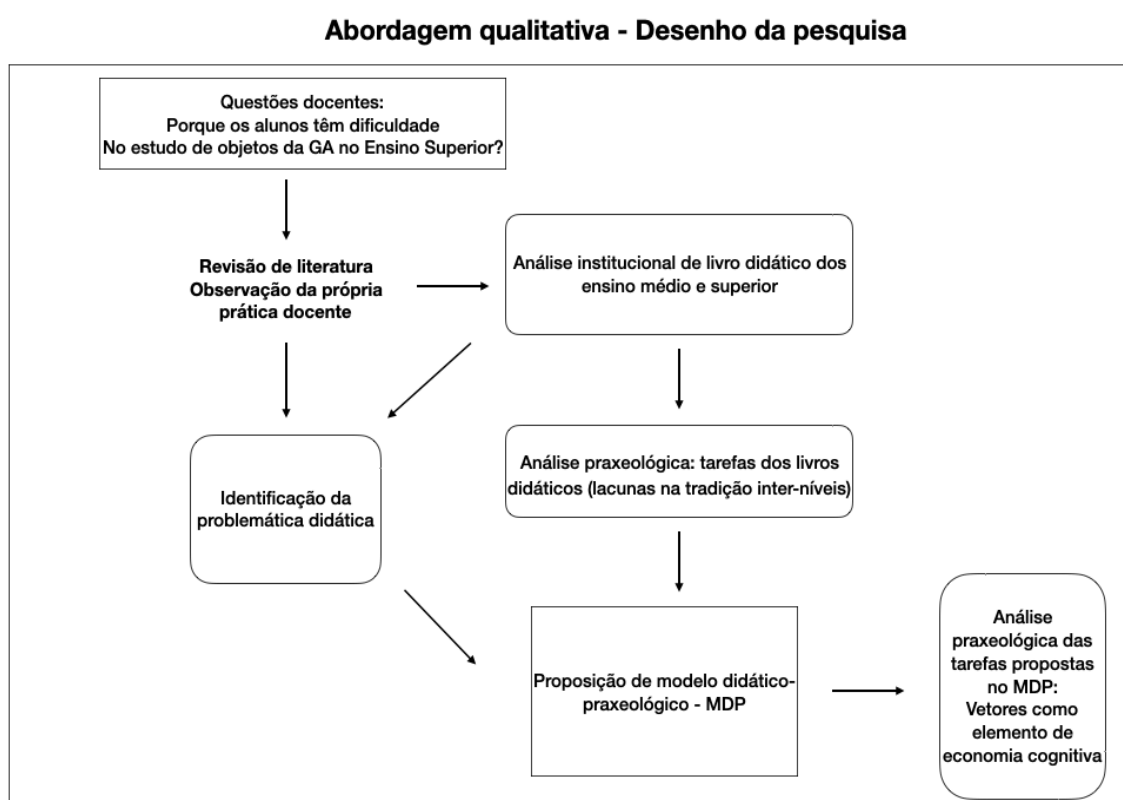 Abordagem qualitativa - Desenho da pesquisa
Questões docentes:
Porque os alunos têm dificuldade
No estudo de objetos da GA no Ensino Superior?
Revisão de literatura
Observação da própria
prática docente
Análise institucional de livro didático dos
ensino médio e superior
Identificação da
problemática didática
Análise praxeológica: tarefas dos livros
didáticos (lacunas na tradição inter-níveis)
Proposição de modelo didático-
praxeológico - MDP
Análise
praxeológica das
tarefas propostas
no MDP:
Vetores como
elemento de
economia cognitiva